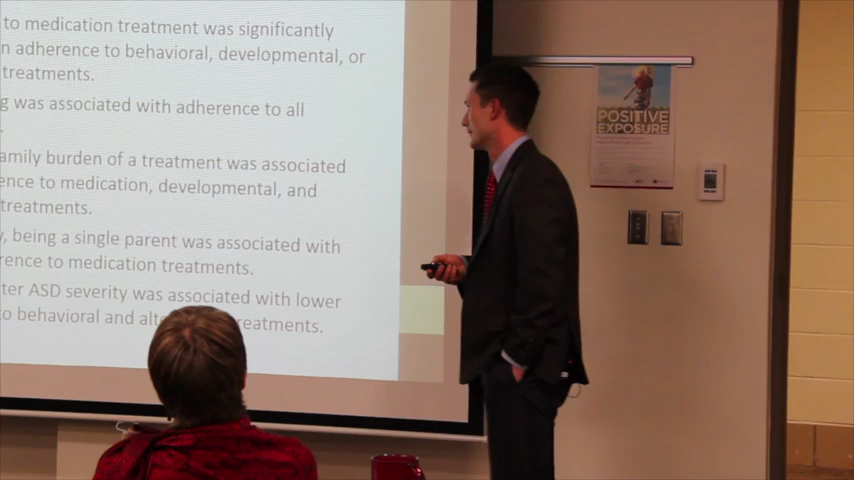 to medication treatment was significantly
n adherence to behavioral, developmental, or
treatments.
g was associated with adherence to all
.
amily burden of a treatment was associated
ence to medication, developmental, and
treatments.
y, being a single parent was associated with
rence to medication treatments.
ter ASD severity was associated with lower
to behavioral and alte reatments.
POSITIVE
EXPOSURE